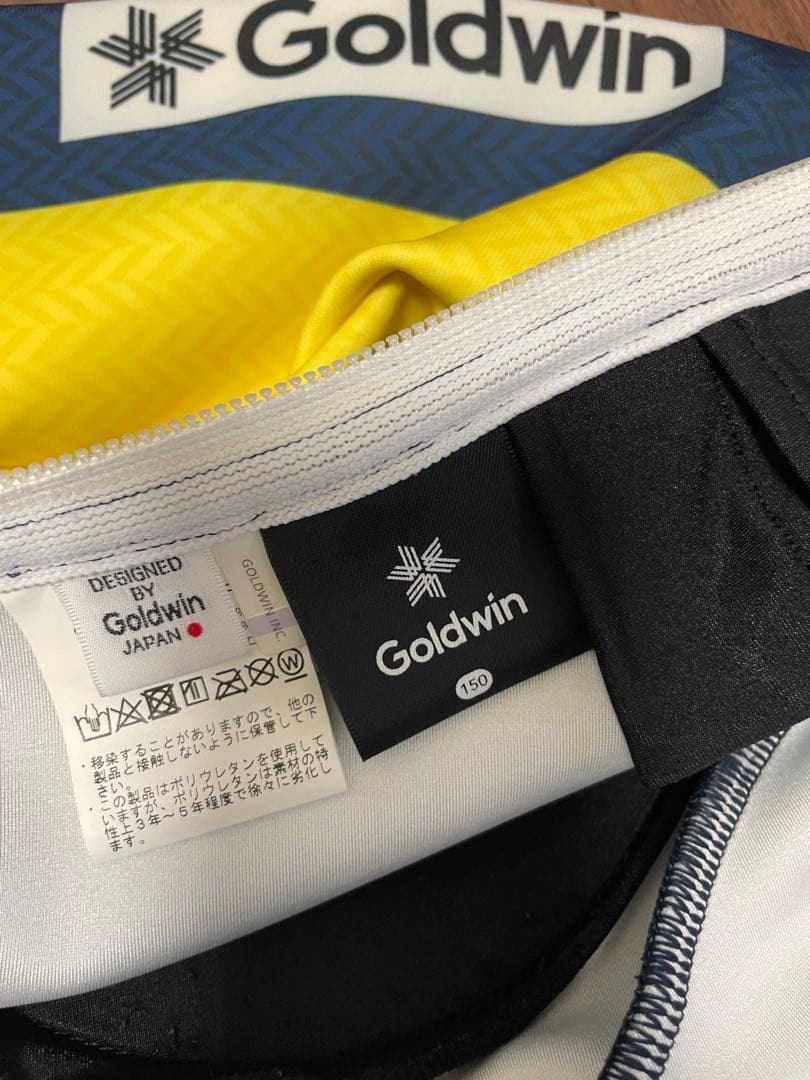 Goldwin
DESIGNED
BY
Goldwin
JAPAN
GOLDWIN INC.
Goldwin
150
W
・移染することがありますので、他の
製品と接触しないように保管して下
さい。
・この製品はポリウレタンを使用して
いますが、ポリウレタンは素材の特
性上3年～5年程度で徐々に劣化し
ます。